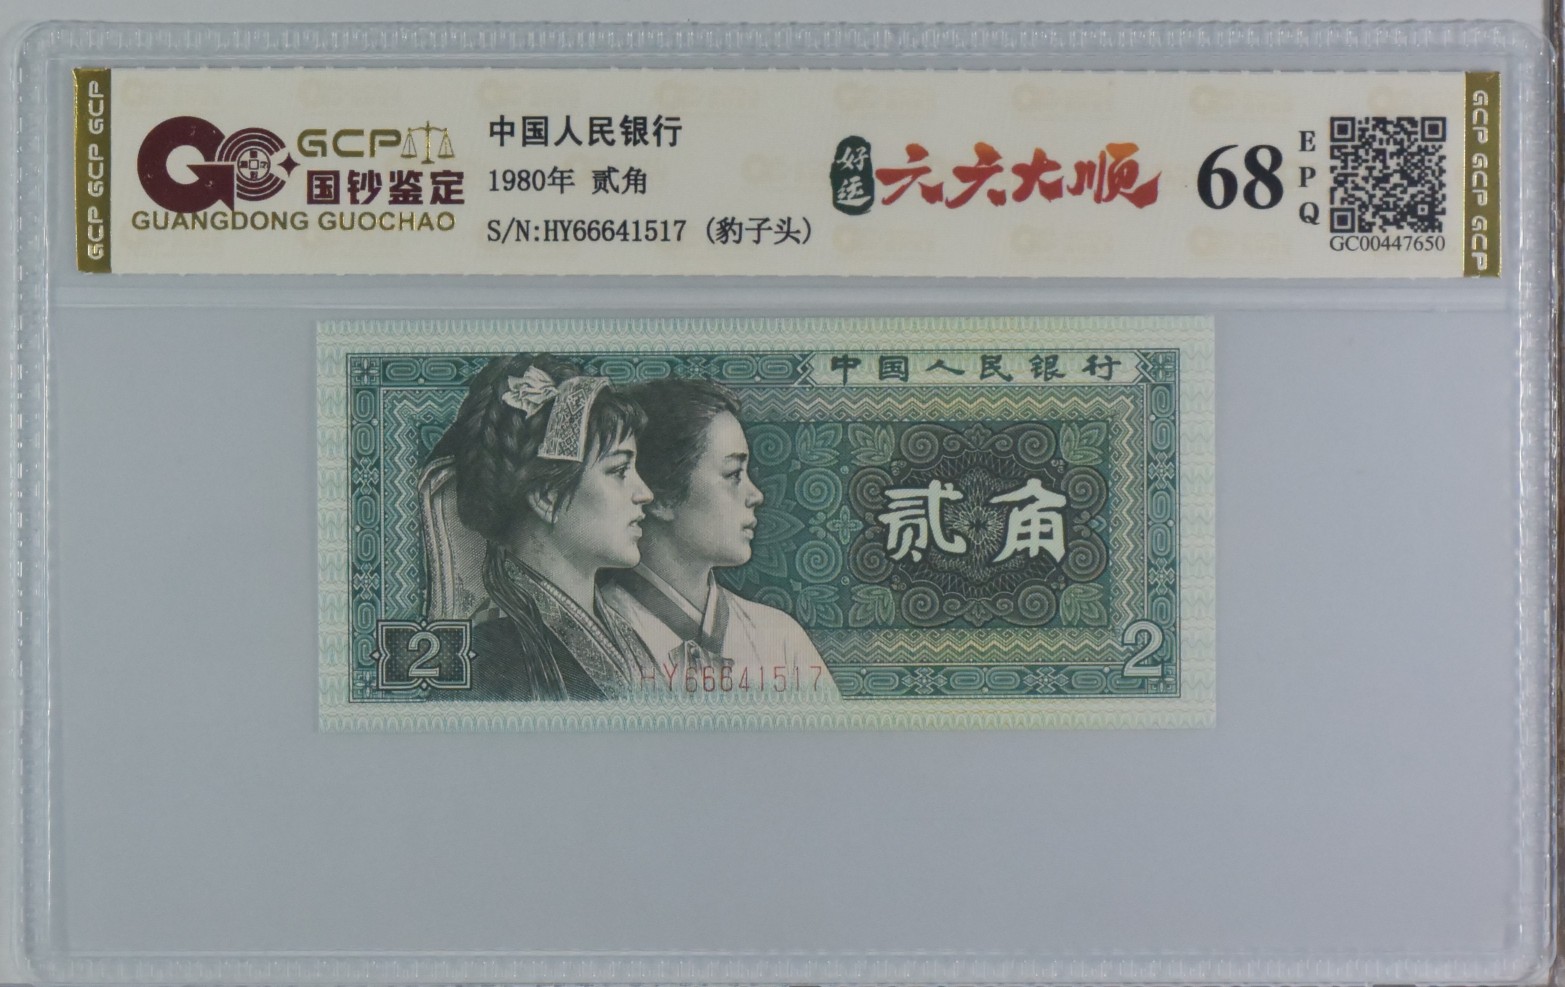 GCP GCP GCP
GCP
国钞鉴定
GUANGDONG GUOCHAO
中国人民银行
1980年 贰角
S/N:HY66641517 (豹子头)
好运
六六大顺
68
EPQ
GC00447650
GCP GCP GCP
中国人民银行
贰角
2
2
HY66641517